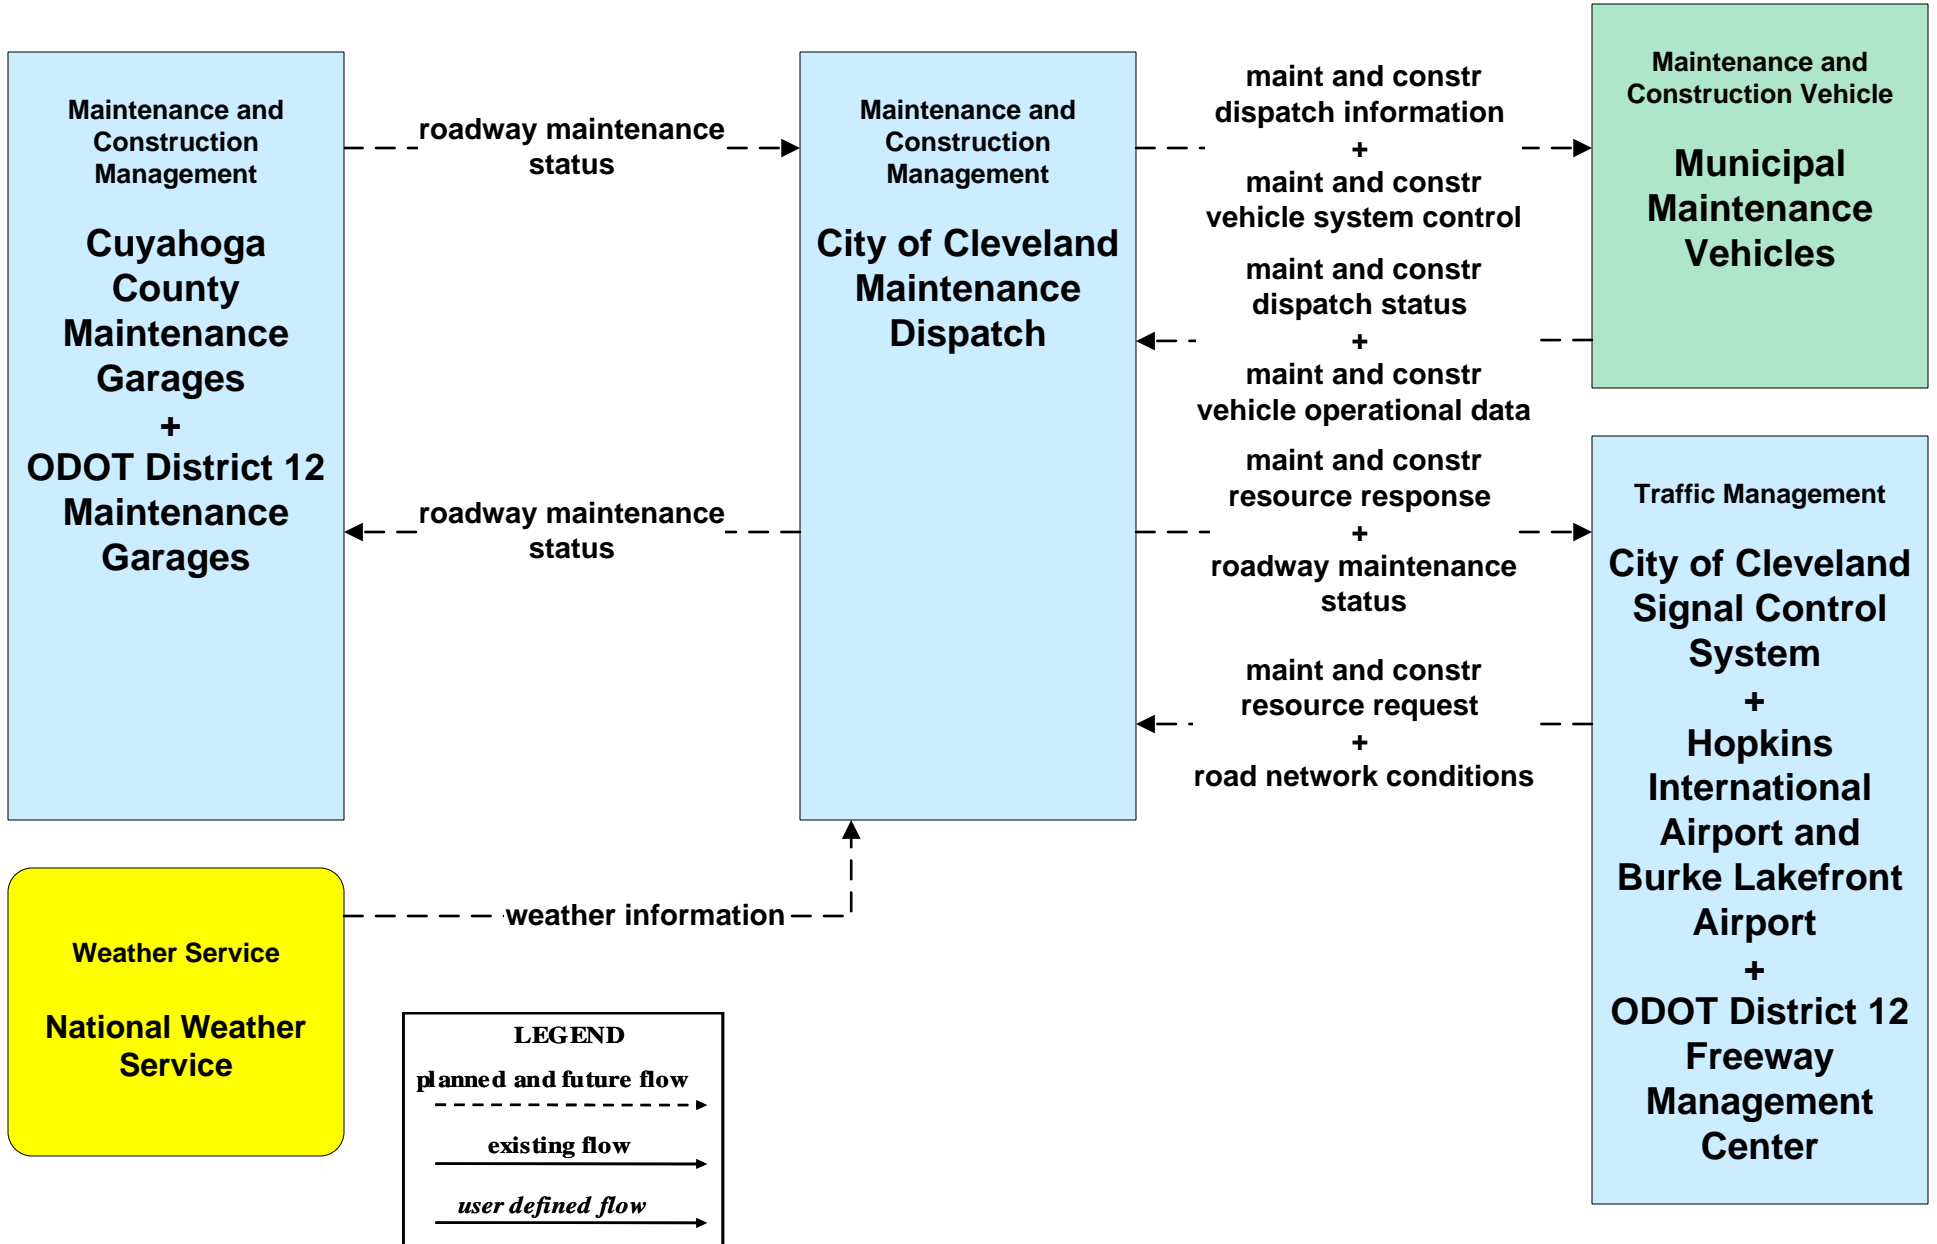 Maintenance and
Construction
Management
Cuyahoga
County
Maintenance
Garages
+
ODOT District 12
Maintenance
Garages
roadway maintenance
status
roadway maintenance
status
Maintenance and
Construction
Management
City of Cleveland
Maintenance
Dispatch
maint and constr
dispatch information
+
maint and constr
vehicle system control
maint and constr
dispatch status
+
maint and constr
vehicle operational data
maint and constr
resource response
+
roadway maintenance
status
maint and constr
resource request
+
road network conditions
Maintenance and
Construction Vehicle
Municipal
Maintenance
Vehicles
Traffic Management
City of Cleveland
Signal Control
System
+
Hopkins
International
Airport and
Burke Lakefront
Airport
+
ODOT District 12
Freeway
Management
Center
Weather Service
National Weather
Service
weather information
LEGEND
planned and future flow
existing flow
user defined flow